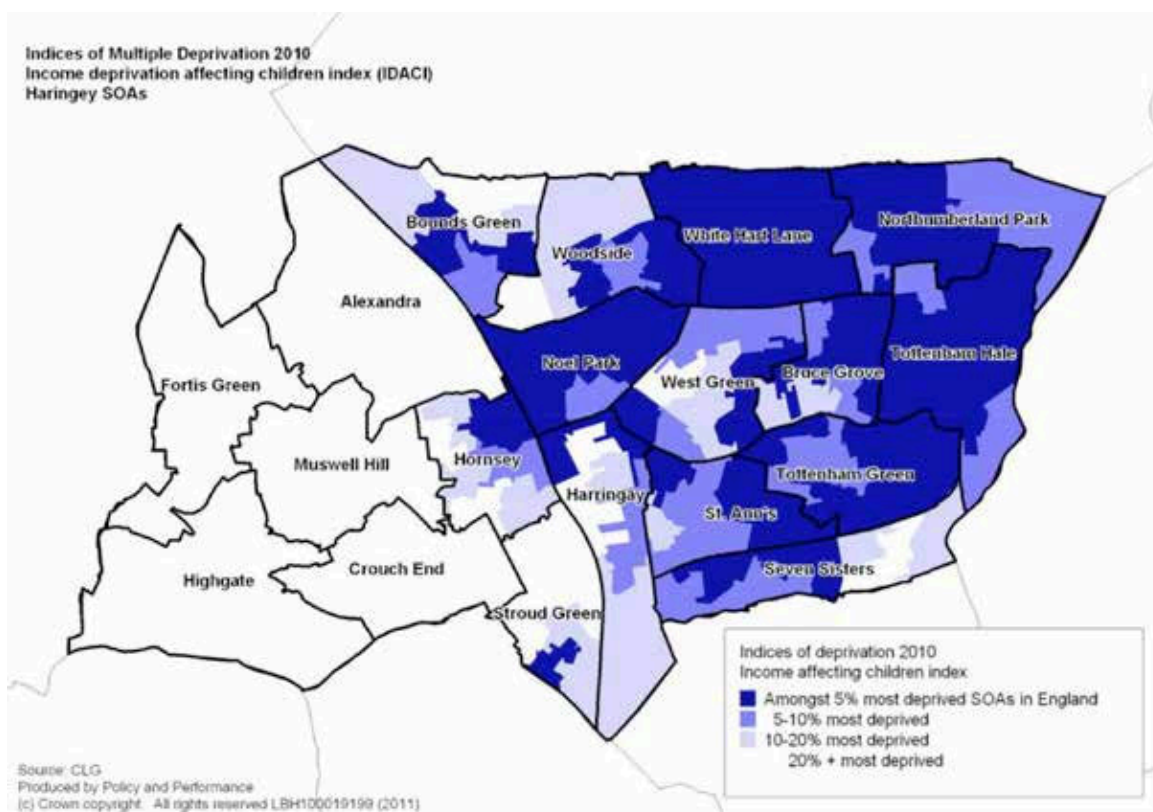 Indices of Multiple Deprivation 2010
Income deprivation affecting children index (IDACI)
Haringey SOAs
Bounds Green
Woodside
White Hart Lane
Northumberland Park
Alexandra
Noel Park
West Green
Bruce Grove
Tottenham Hale
Fortis Green
Muswell Hill
Hornsey
Harringay
Tottenham Green
St. Ann's
Highgate
Crouch End
Seven Sisters
Stroud Green
Indices of deprivation 2010
Income affecting children index
Amongst 5% most deprived SOAs in England
5-10% most deprived
10-20% most deprived
20% + most deprived
Source: CLG
Produced by Policy and Performance
(c) Crown copyright. All rights reserved LBH100019199 (2011)